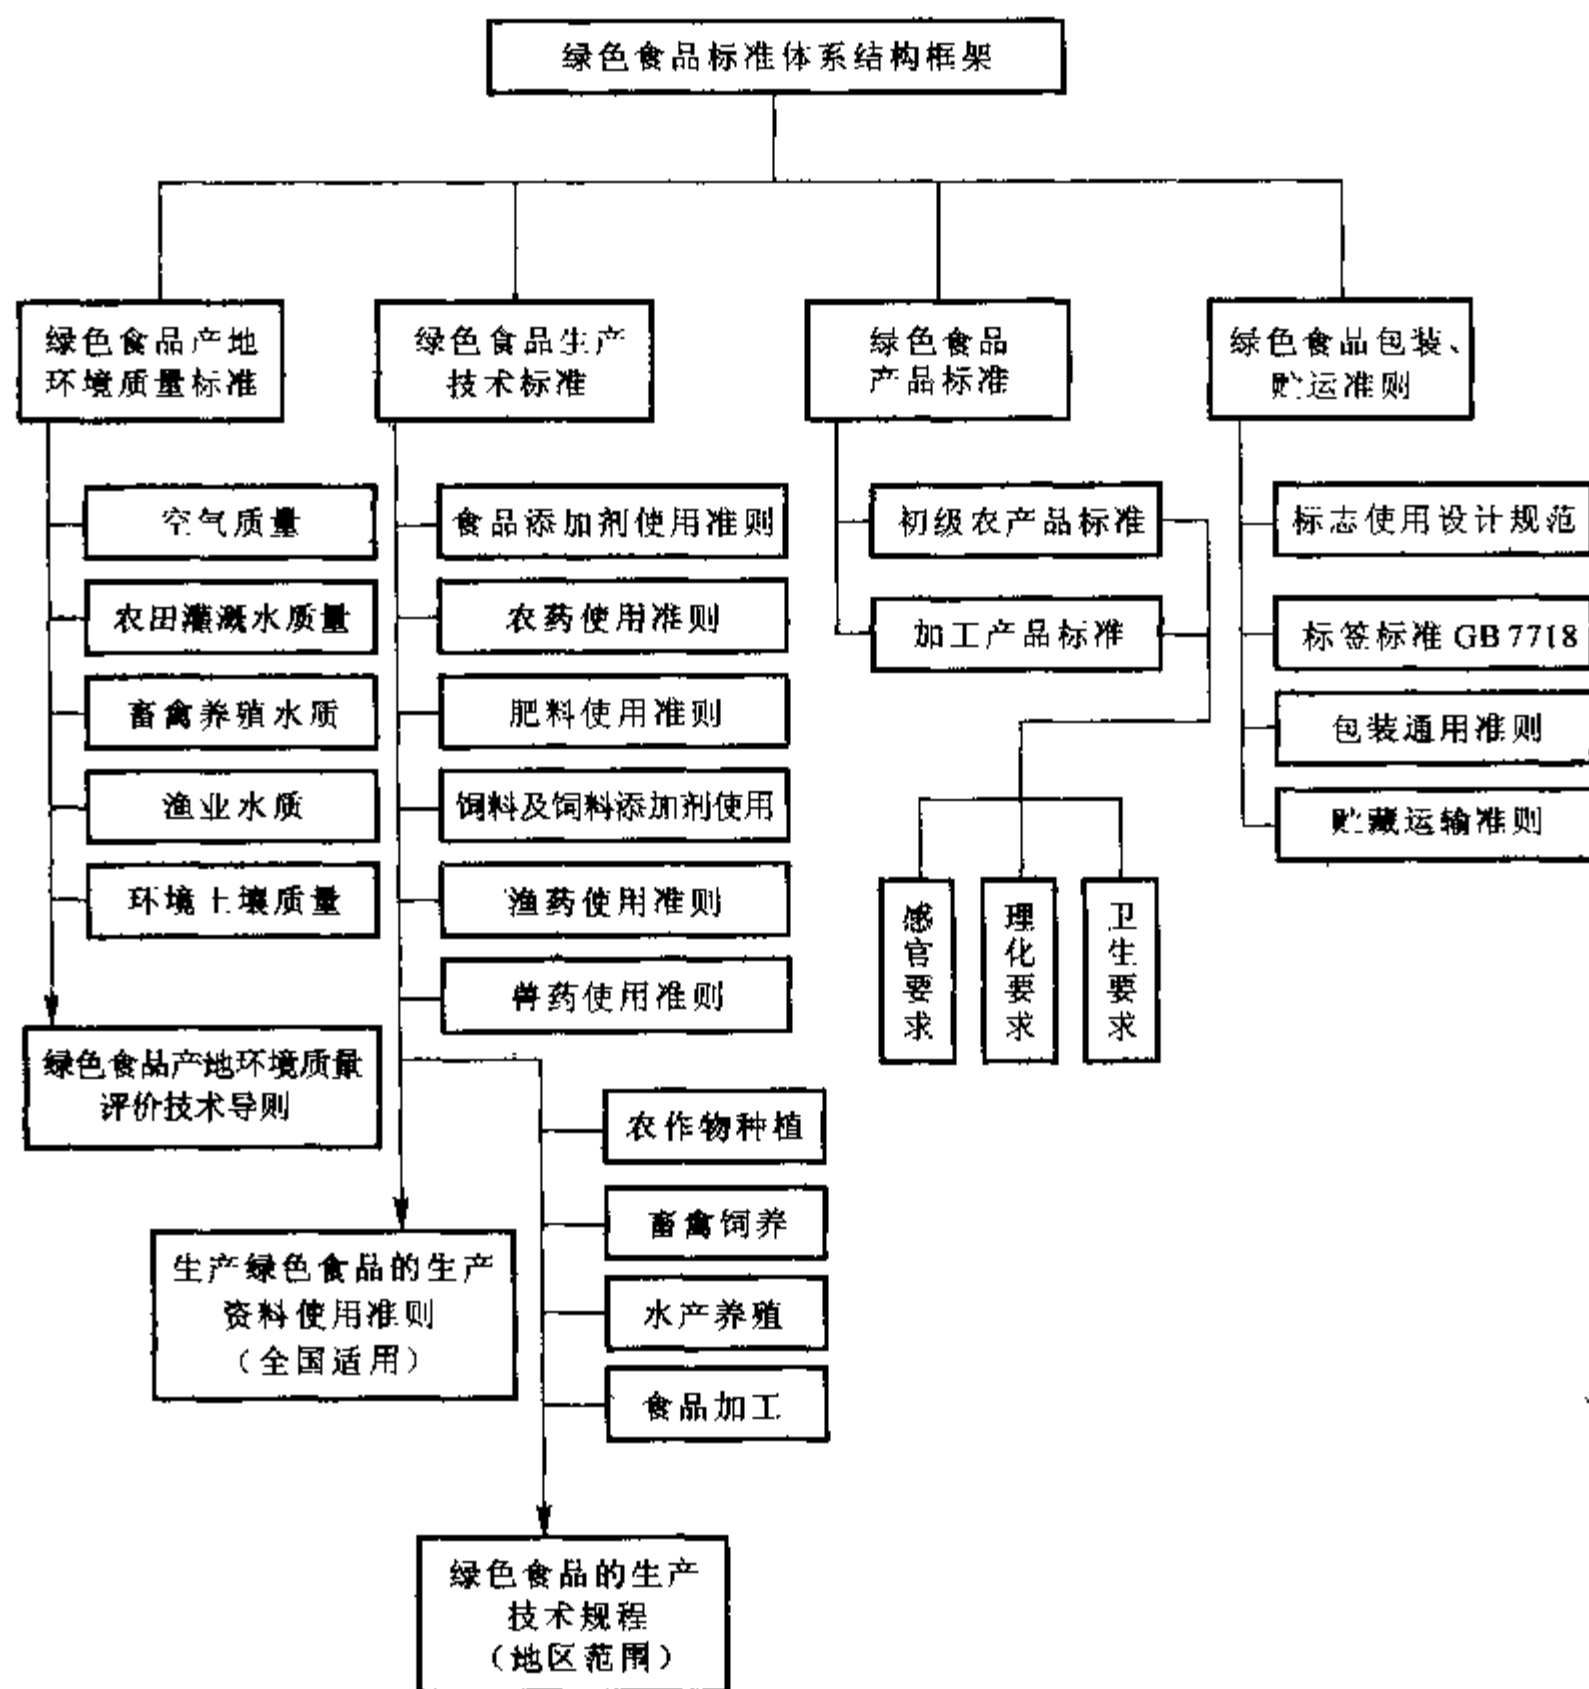 绿色食品标准体系结构框架
绿色食品产地
环境质量标准
绿色食品生产
技术标准
绿色食品
产品标准
绿色食品包装、
贮运准则
空气质量
农田灌溉水质量
畜禽养殖水质
渔业水质
环境土壤质量
绿色食品产地环境质量
评价技术导则
食品添加剂使用准则
农药使用准则
肥料使用准则
饲料及饲料添加剂使用
渔药使用准则
兽药使用准则
生产绿色食品的生产
资料使用准则
（全国适用）
农作物种植
畜禽饲养
水产养殖
食品加工
绿色食品的生产
技术规程
（地区范围）
初级农产品标准
加工产品标准
感官要求
理化要求
卫生要求
标志使用设计规范
标签标准 GB 7718
包装通用准则
贮藏运输准则